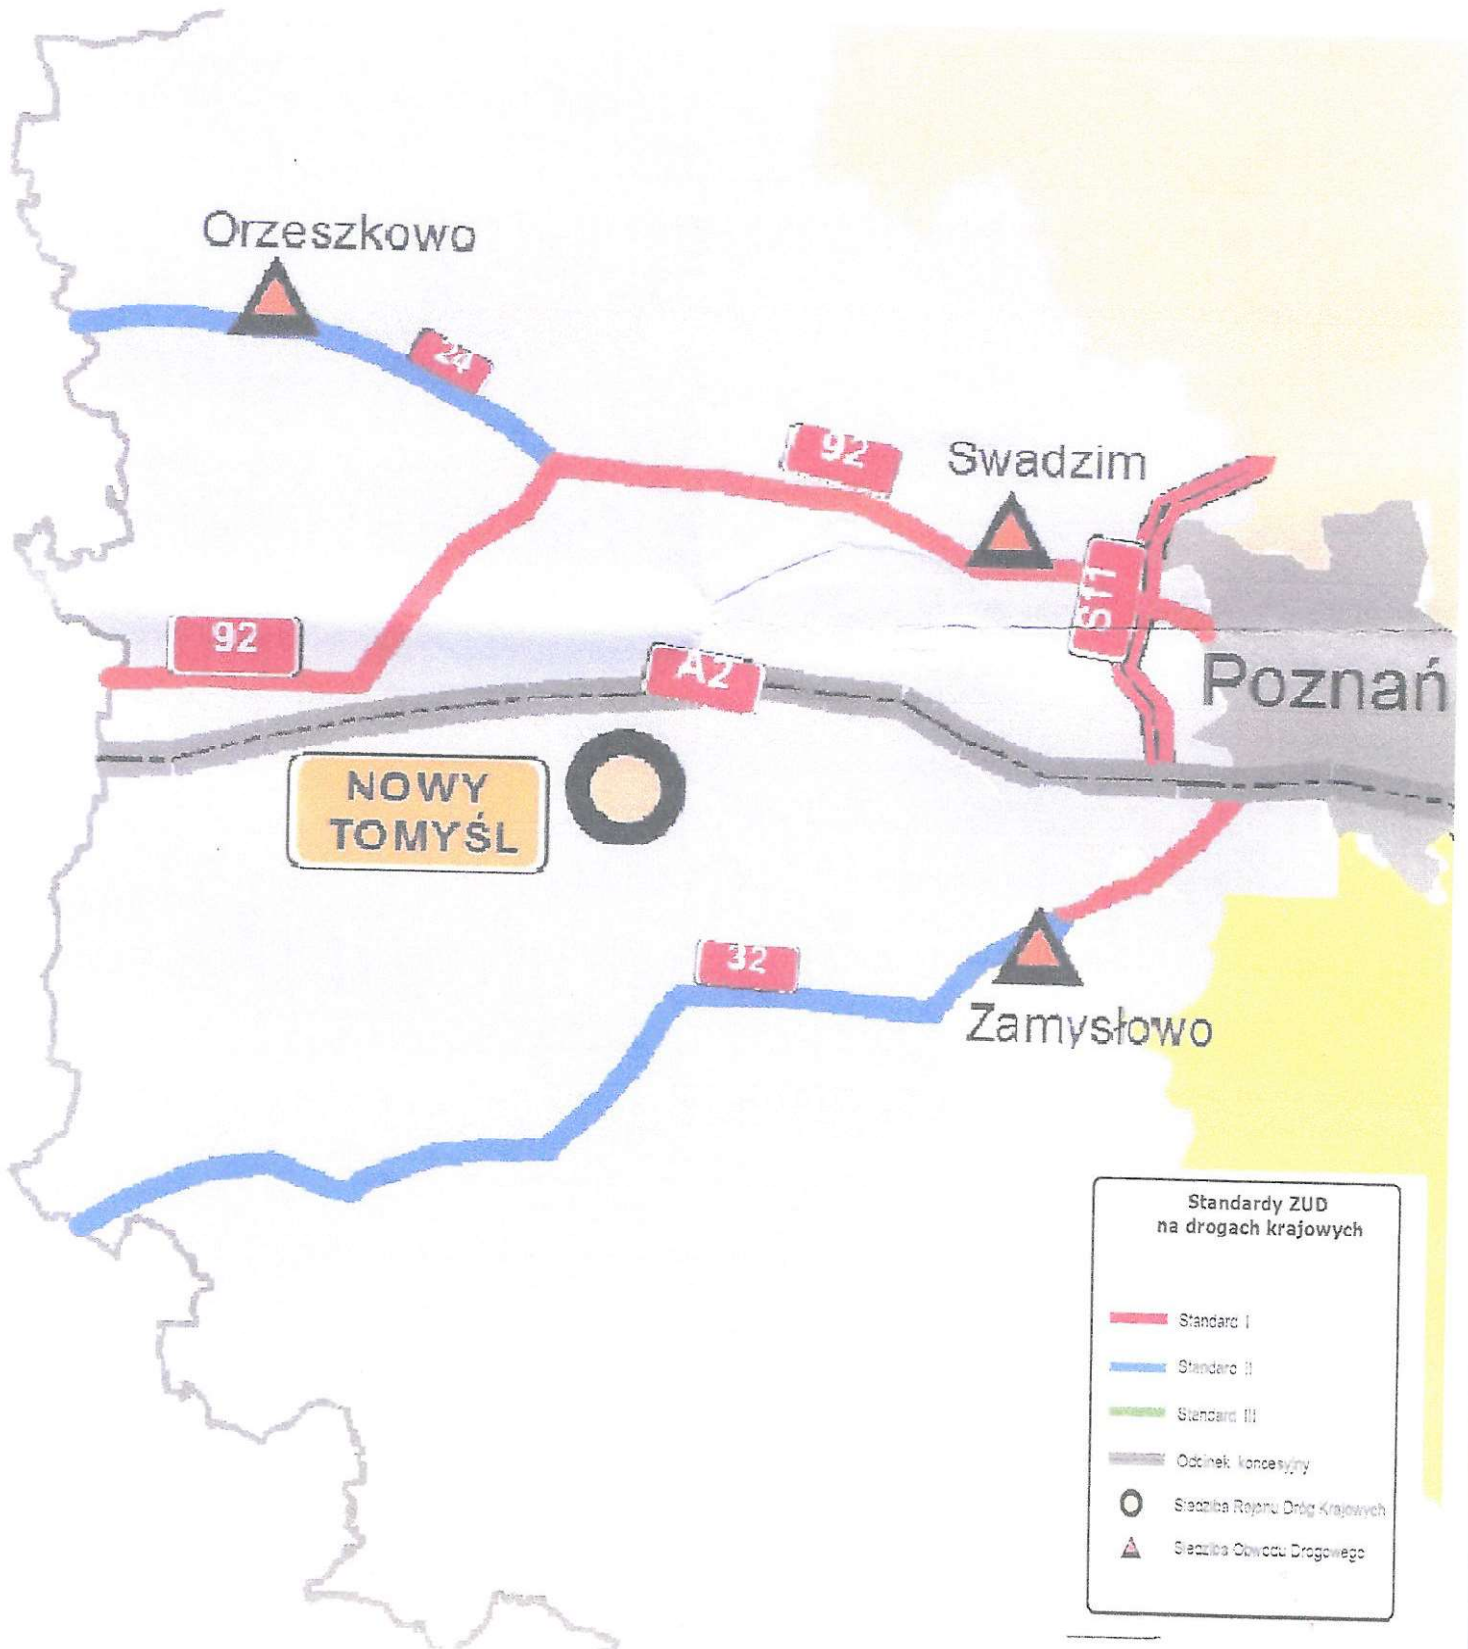 Orzeszkowo
24
92
Swadzim
S11
92
A2
Poznań
NOWY
TOMYŚL
32
Zamysłowo
Standardy ZUD
na drogach krajowych
Standard I
Standard II
Standard III
Odcinek koncesyjny
Siedziba Rejonu Dróg Krajowych
Siedziba Obwodu Drogowego